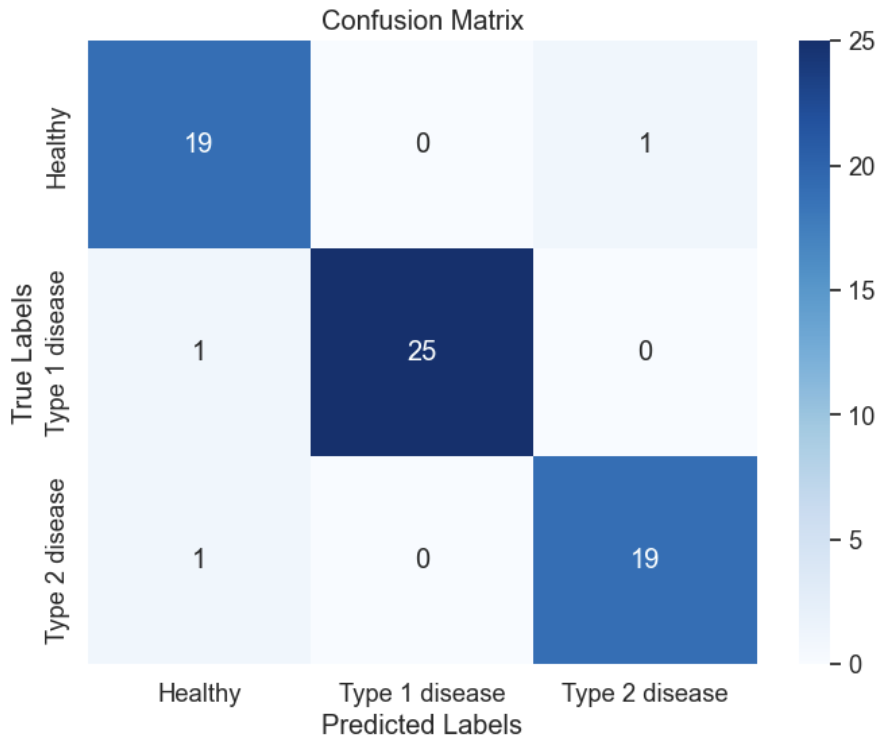 Confusion Matrix
Healthy
19
0
1
True Labels
Type 1 disease
1
25
0
Type 2 disease
1
0
19
Healthy
Type 1 disease
Type 2 disease
Predicted Labels
25
20
15
10
5
0